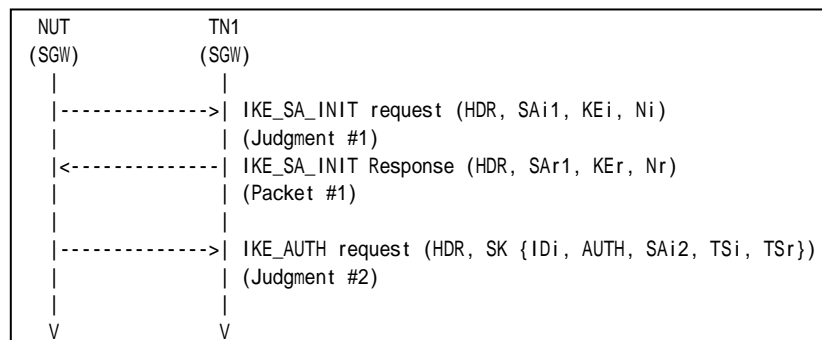 NUT TN1
(SGW) (SGW)
| |
|-------------->| IKE_SA_INIT request (HDR, SAi1, KEi, Ni)
| | (Judgment #1)
|<--------------| IKE_SA_INIT Response (HDR, SAr1, KEr, Nr)
| | (Packet #1)
| |
|-------------->| IKE_AUTH request (HDR, SK {IDi, AUTH, SAi2, TSi, TSr})
| | (Judgment #2)
| |
V V